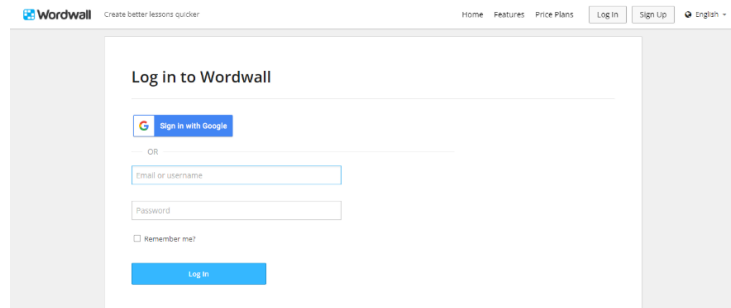 Wordwall Create better lessons quicker Home Features Price Plans Log In Sign Up English
Log in to Wordwall
Sign in with Google
OR
Email or username
Password
Remember me?
Log In